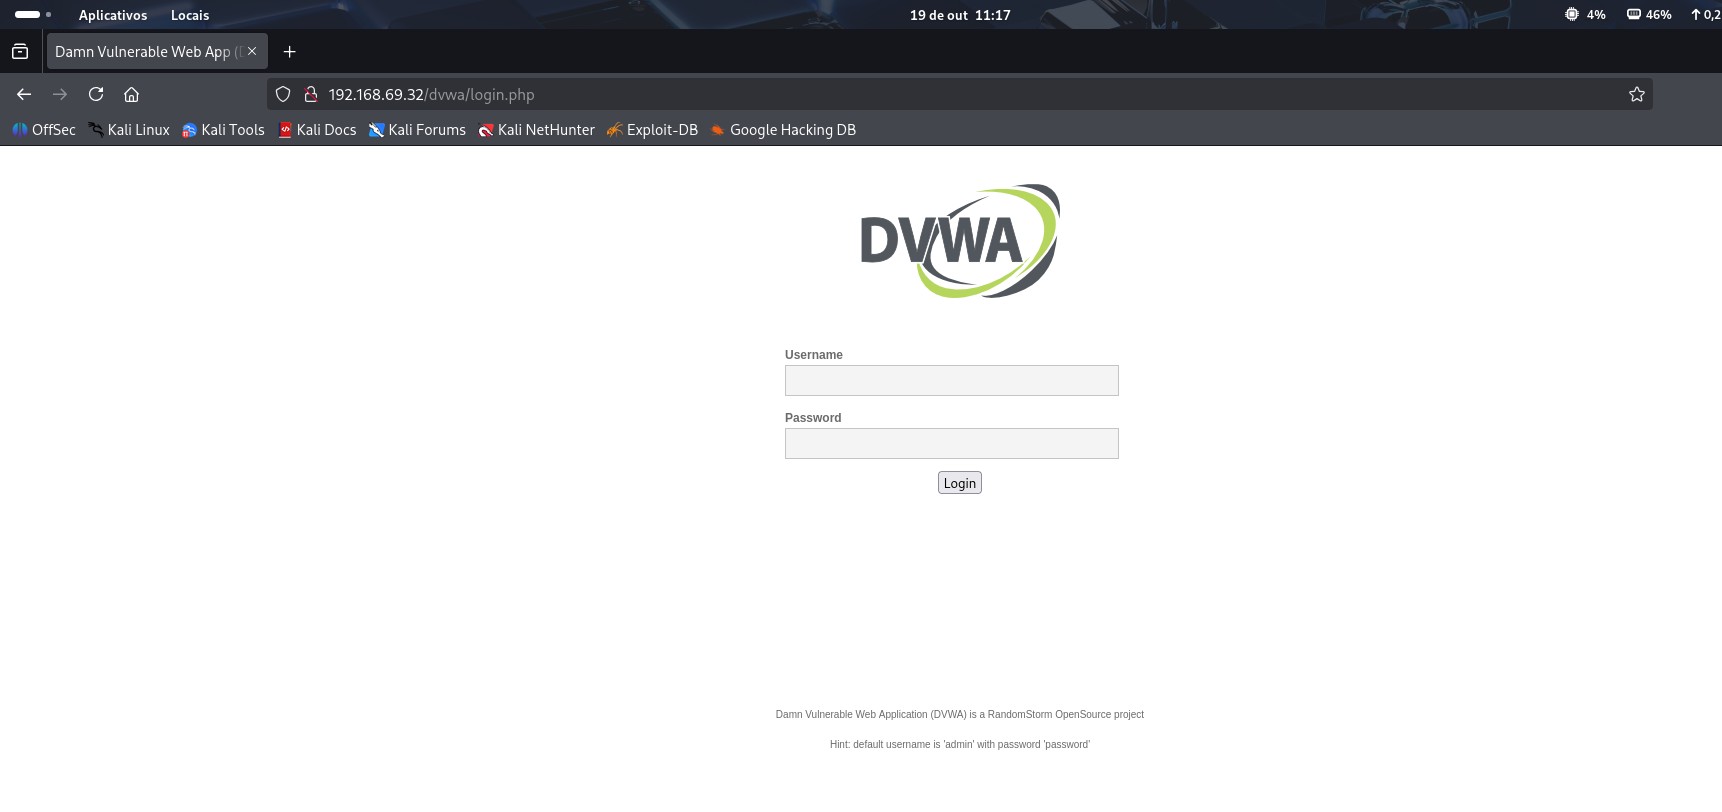 Aplicativos Locais 19 de out 11:17 4% 46% 0,2
Damn Vulnerable Web App (
192.168.69.32/dvwa/login.php
OffSec Kali Linux Kali Tools Kali Docs Kali Forums Kali NetHunter Exploit-DB Google Hacking DB
DVWA
Username
Password
Login
Damn Vulnerable Web Application (DVWA) is a RandomStorm OpenSource project
Hint: default username is 'admin' with password 'password'